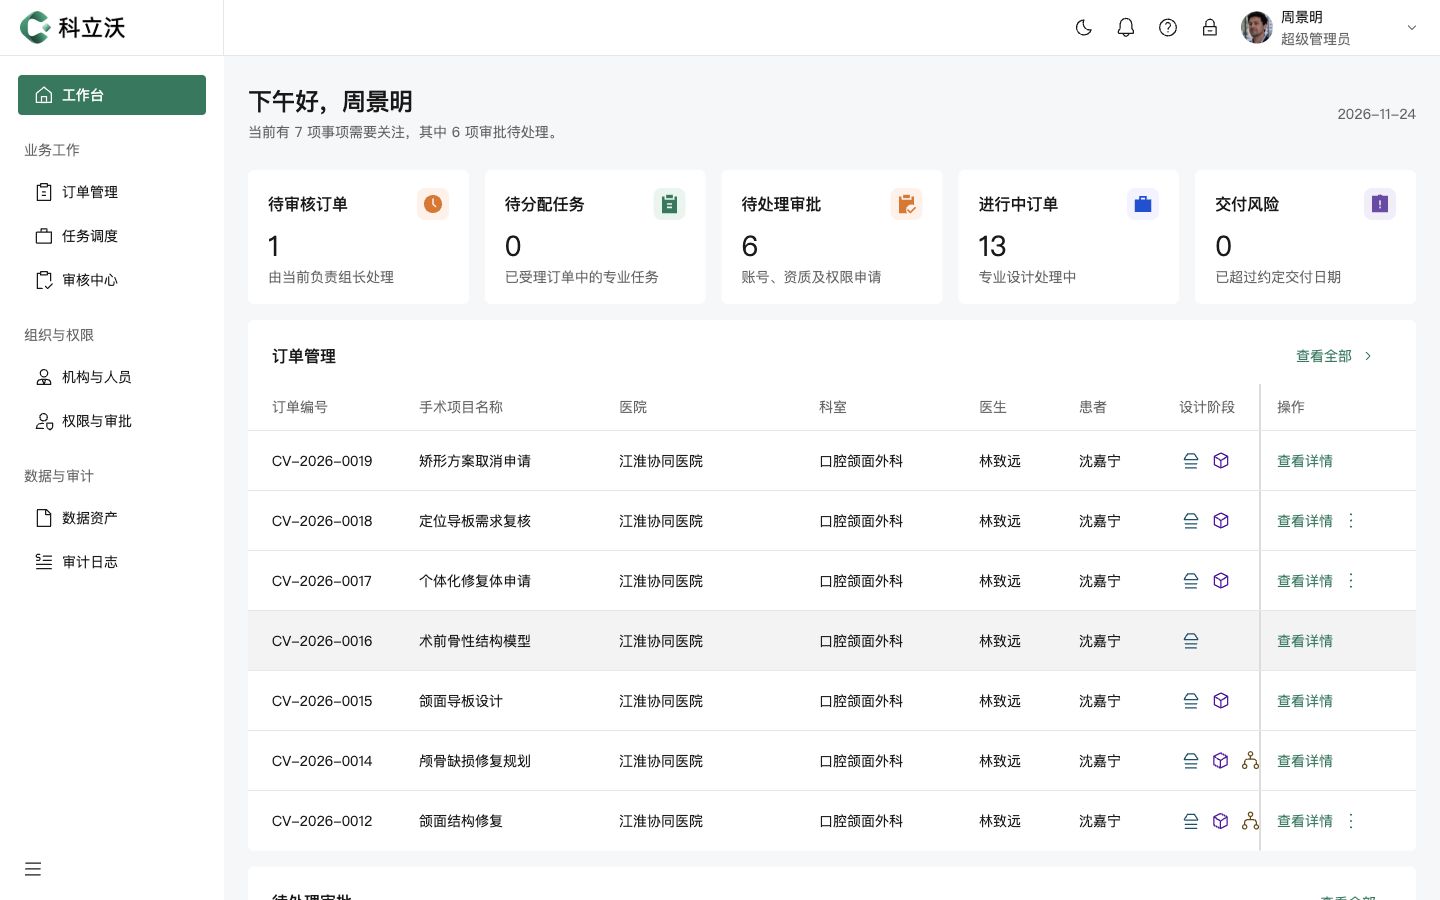 科立沃
周景明
超级管理员
工作台
业务工作
订单管理
任务调度
审核中心
组织与权限
机构与人员
权限与审批
数据与审计
数据资产
审计日志
下午好，周景明
当前有 7 项事项需要关注，其中 6 项审批待处理。
2026-11-24
待审核订单
1
由当前负责组长处理
待分配任务
0
已受理订单中的专业任务
待处理审批
6
账号、资质及权限申请
进行中订单
13
专业设计处理中
交付风险
0
已超过约定交付日期
订单管理
查看全部
订单编号 手术项目名称 医院 科室 医生 患者 设计阶段 操作
CV-2026-0019 矫形方案取消申请 江淮协同医院 口腔颌面外科 林致远 沈嘉宁 查看详情
CV-2026-0018 定位导板需求复核 江淮协同医院 口腔颌面外科 林致远 沈嘉宁 查看详情
CV-2026-0017 个体化修复体申请 江淮协同医院 口腔颌面外科 林致远 沈嘉宁 查看详情
CV-2026-0016 术前骨性结构模型 江淮协同医院 口腔颌面外科 林致远 沈嘉宁 查看详情
CV-2026-0015 颌面导板设计 江淮协同医院 口腔颌面外科 林致远 沈嘉宁 查看详情
CV-2026-0014 颅骨缺损修复规划 江淮协同医院 口腔颌面外科 林致远 沈嘉宁 查看详情
CV-2026-0012 颌面结构修复 江淮协同医院 口腔颌面外科 林致远 沈嘉宁 查看详情
待处理审批
查看全部